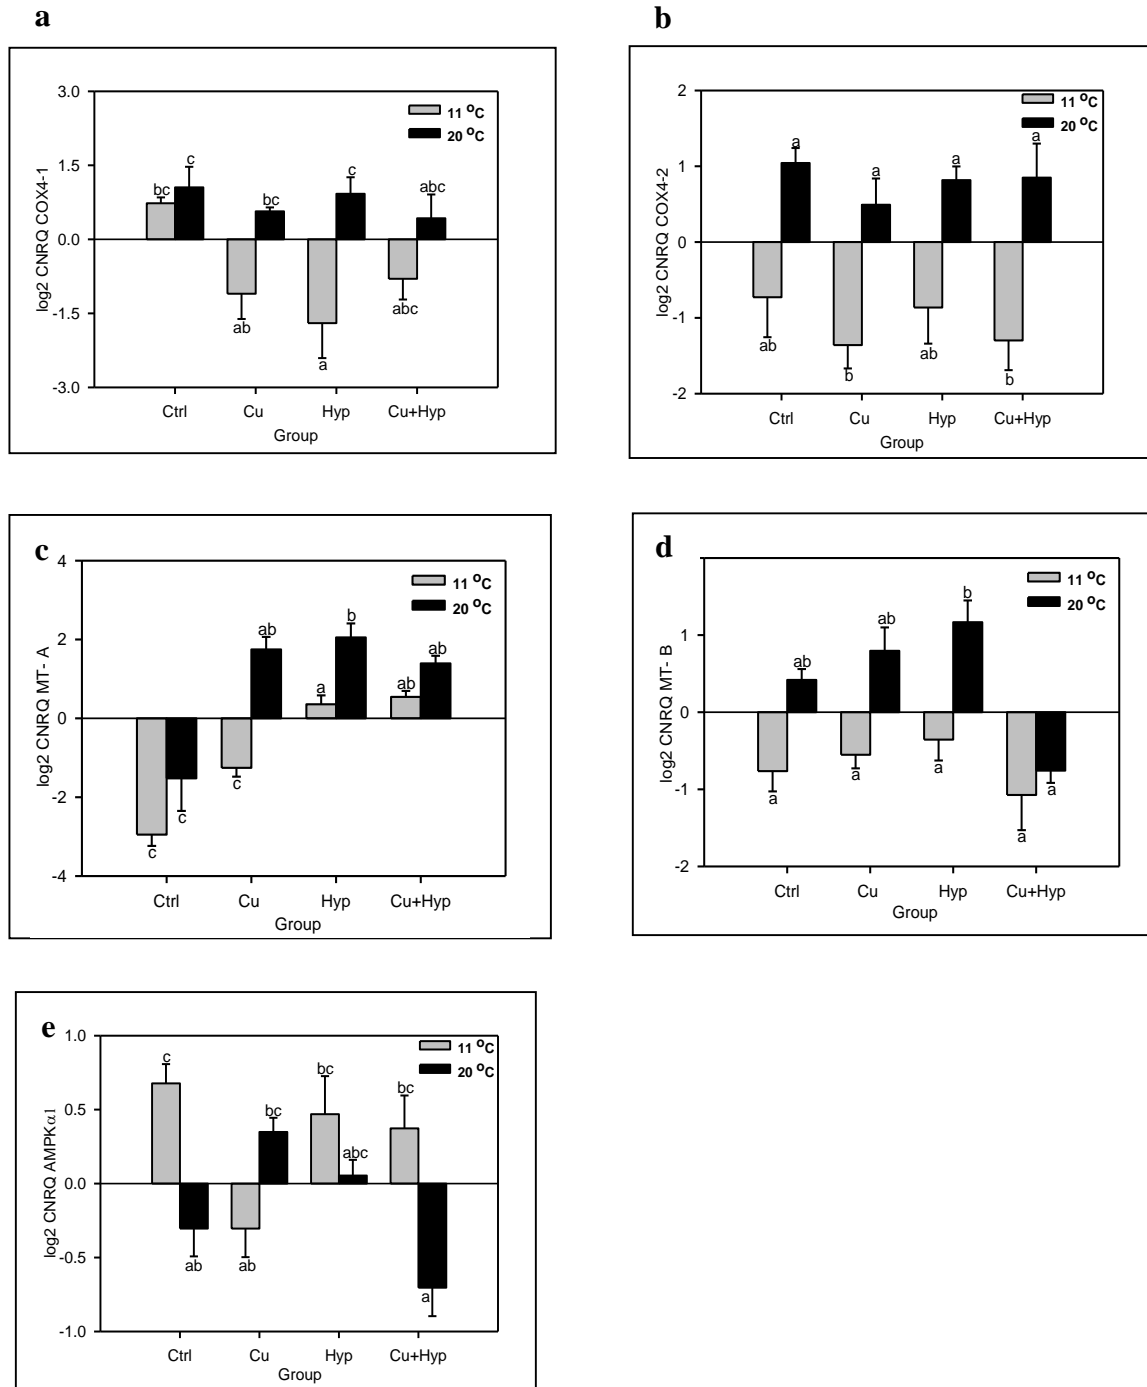 a
log2 CNRQ COX4-1
3.0
1.5
0.0
-1.5
-3.0
11 °C
20 °C
bc c bc c abc
ab a abc
Ctrl Cu Hyp Cu+Hyp
Group
b
log2 CNRQ COX4-2
2
1
0
-1
-2
11 °C
20 °C
a a a a
ab b ab b
Ctrl Cu Hyp Cu+Hyp
Group
c
log2 CNRQ MT- A
4
2
0
-2
-4
11 °C
20 °C
ab a b ab ab
c c c
Ctrl Cu Hyp Cu+Hyp
Group
d
log2 CNRQ MT- B
1
0
-1
-2
11 °C
20 °C
ab ab b
a a a a a
Ctrl Cu Hyp Cu+Hyp
Group
e
log2 CNRQ AMPKα1
1.0
0.5
0.0
-0.5
-1.0
11 °C
20 °C
c bc bc abc bc
ab ab a
Ctrl Cu Hyp Cu+Hyp
Group